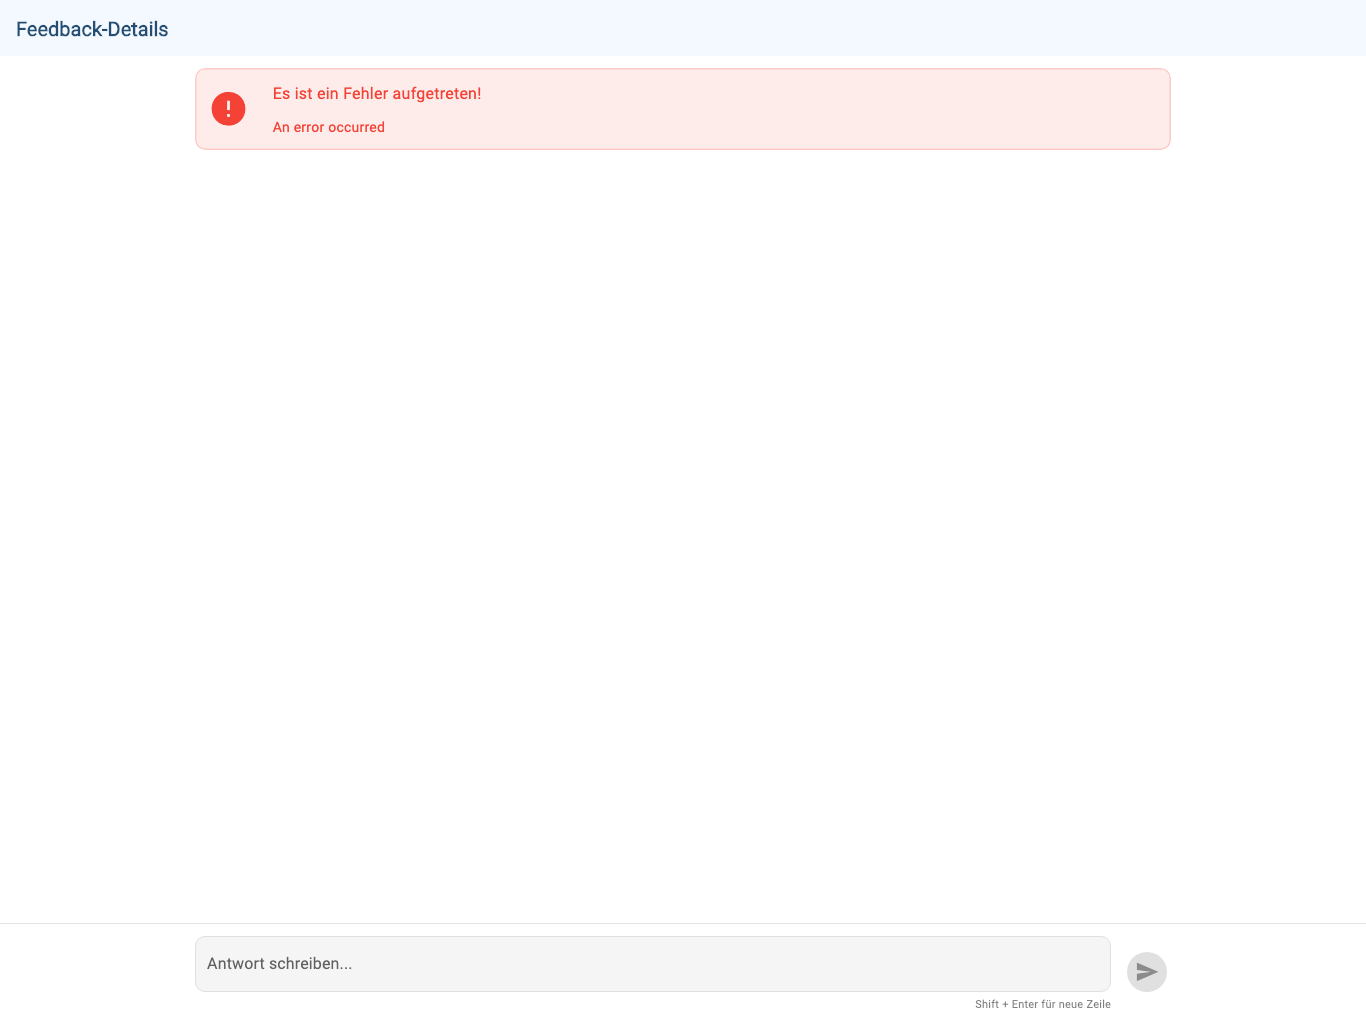 Feedback-Details
Es ist ein Fehler aufgetreten!
An error occurred
Antwort schreiben...
Shift + Enter für neue Zeile